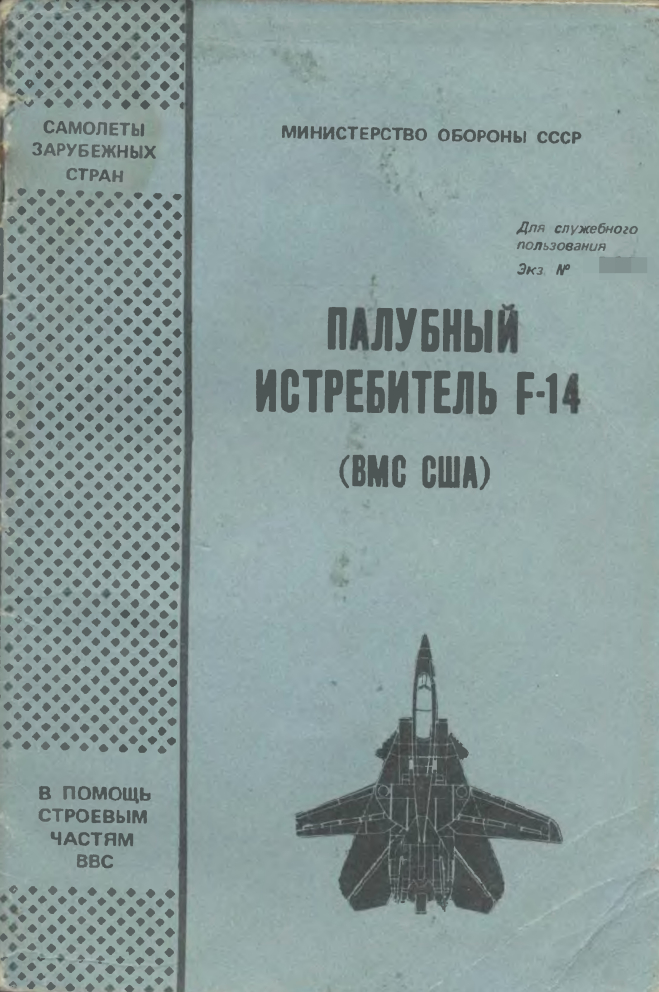 САМОЛЕТЫ
ЗАРУБЕЖНЫХ
СТРАН
МИНИСТЕРСТВО ОБОРОНЫ СССР
Для служебного
пользования
Экз. №
ПАЛУБНЫЙ
ИСТРЕБИТЕЛЬ F-14
(ВМС США)
В ПОМОЩЬ
СТРОЕВЫМ
ЧАСТЯМ
ВВС